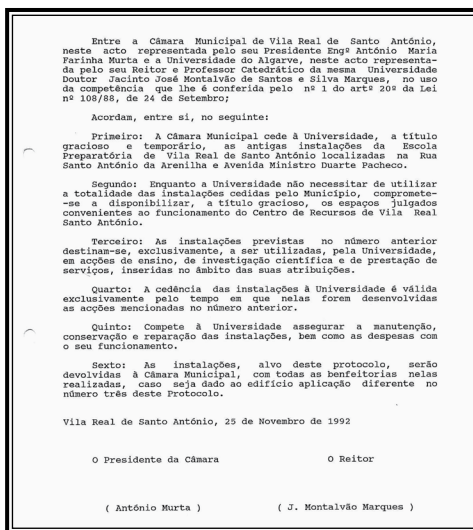 Entre a Câmara Municipal de Vila Real de Santo António,
neste acto representada pelo seu Presidente Engº António Maria
Farinha Murta e a Universidade do Algarve, neste acto representa-
da pelo seu Reitor e Professor Catedrático da mesma Universidade
Doutor Jacinto José Montalvão de Santos e Silva Marques, no uso
da competência que lhe é conferida pelo nº 1 do artº 20º da Lei
nº 108/88, de 24 de Setembro;
Acordam, entre si, no seguinte:
Primeiro: A Câmara Municipal cede à Universidade, a título
gracioso e temporário, as antigas instalações da Escola
Preparatória de Vila Real de Santo António localizadas na Rua
Santo António da Arenilha e Avenida Ministro Duarte Pacheco.
Segundo: Enquanto a Universidade não necessitar de utilizar
a totalidade das instalações cedidas pelo Município, compromete-
-se a disponibilizar, a título gracioso, os espaços julgados
convenientes ao funcionamento do Centro de Recursos de Vila Real
Santo António.
Terceiro: As instalações previstas no número anterior
destinam-se, exclusivamente, a ser utilizadas, pela Universidade,
em acções de ensino, de investigação científica e de prestação de
serviços, inseridas no âmbito das suas atribuições.
Quarto: A cedência das instalações à Universidade é válida
exclusivamente pelo tempo em que nelas forem desenvolvidas
as acções mencionadas no número anterior.
Quinto: Compete à Universidade assegurar a manutenção,
conservação e reparação das instalações, bem como as despesas com
o seu funcionamento.
Sexto: As instalações, alvo deste protocolo, serão
devolvidas à Câmara Municipal, com todas as benfeitorias nelas
realizadas, caso seja dado ao edifício aplicação diferente no
número três deste Protocolo.
Vila Real de Santo António, 25 de Novembro de 1992
O Presidente da Câmara O Reitor
( António Murta ) ( J. Montalvão Marques )